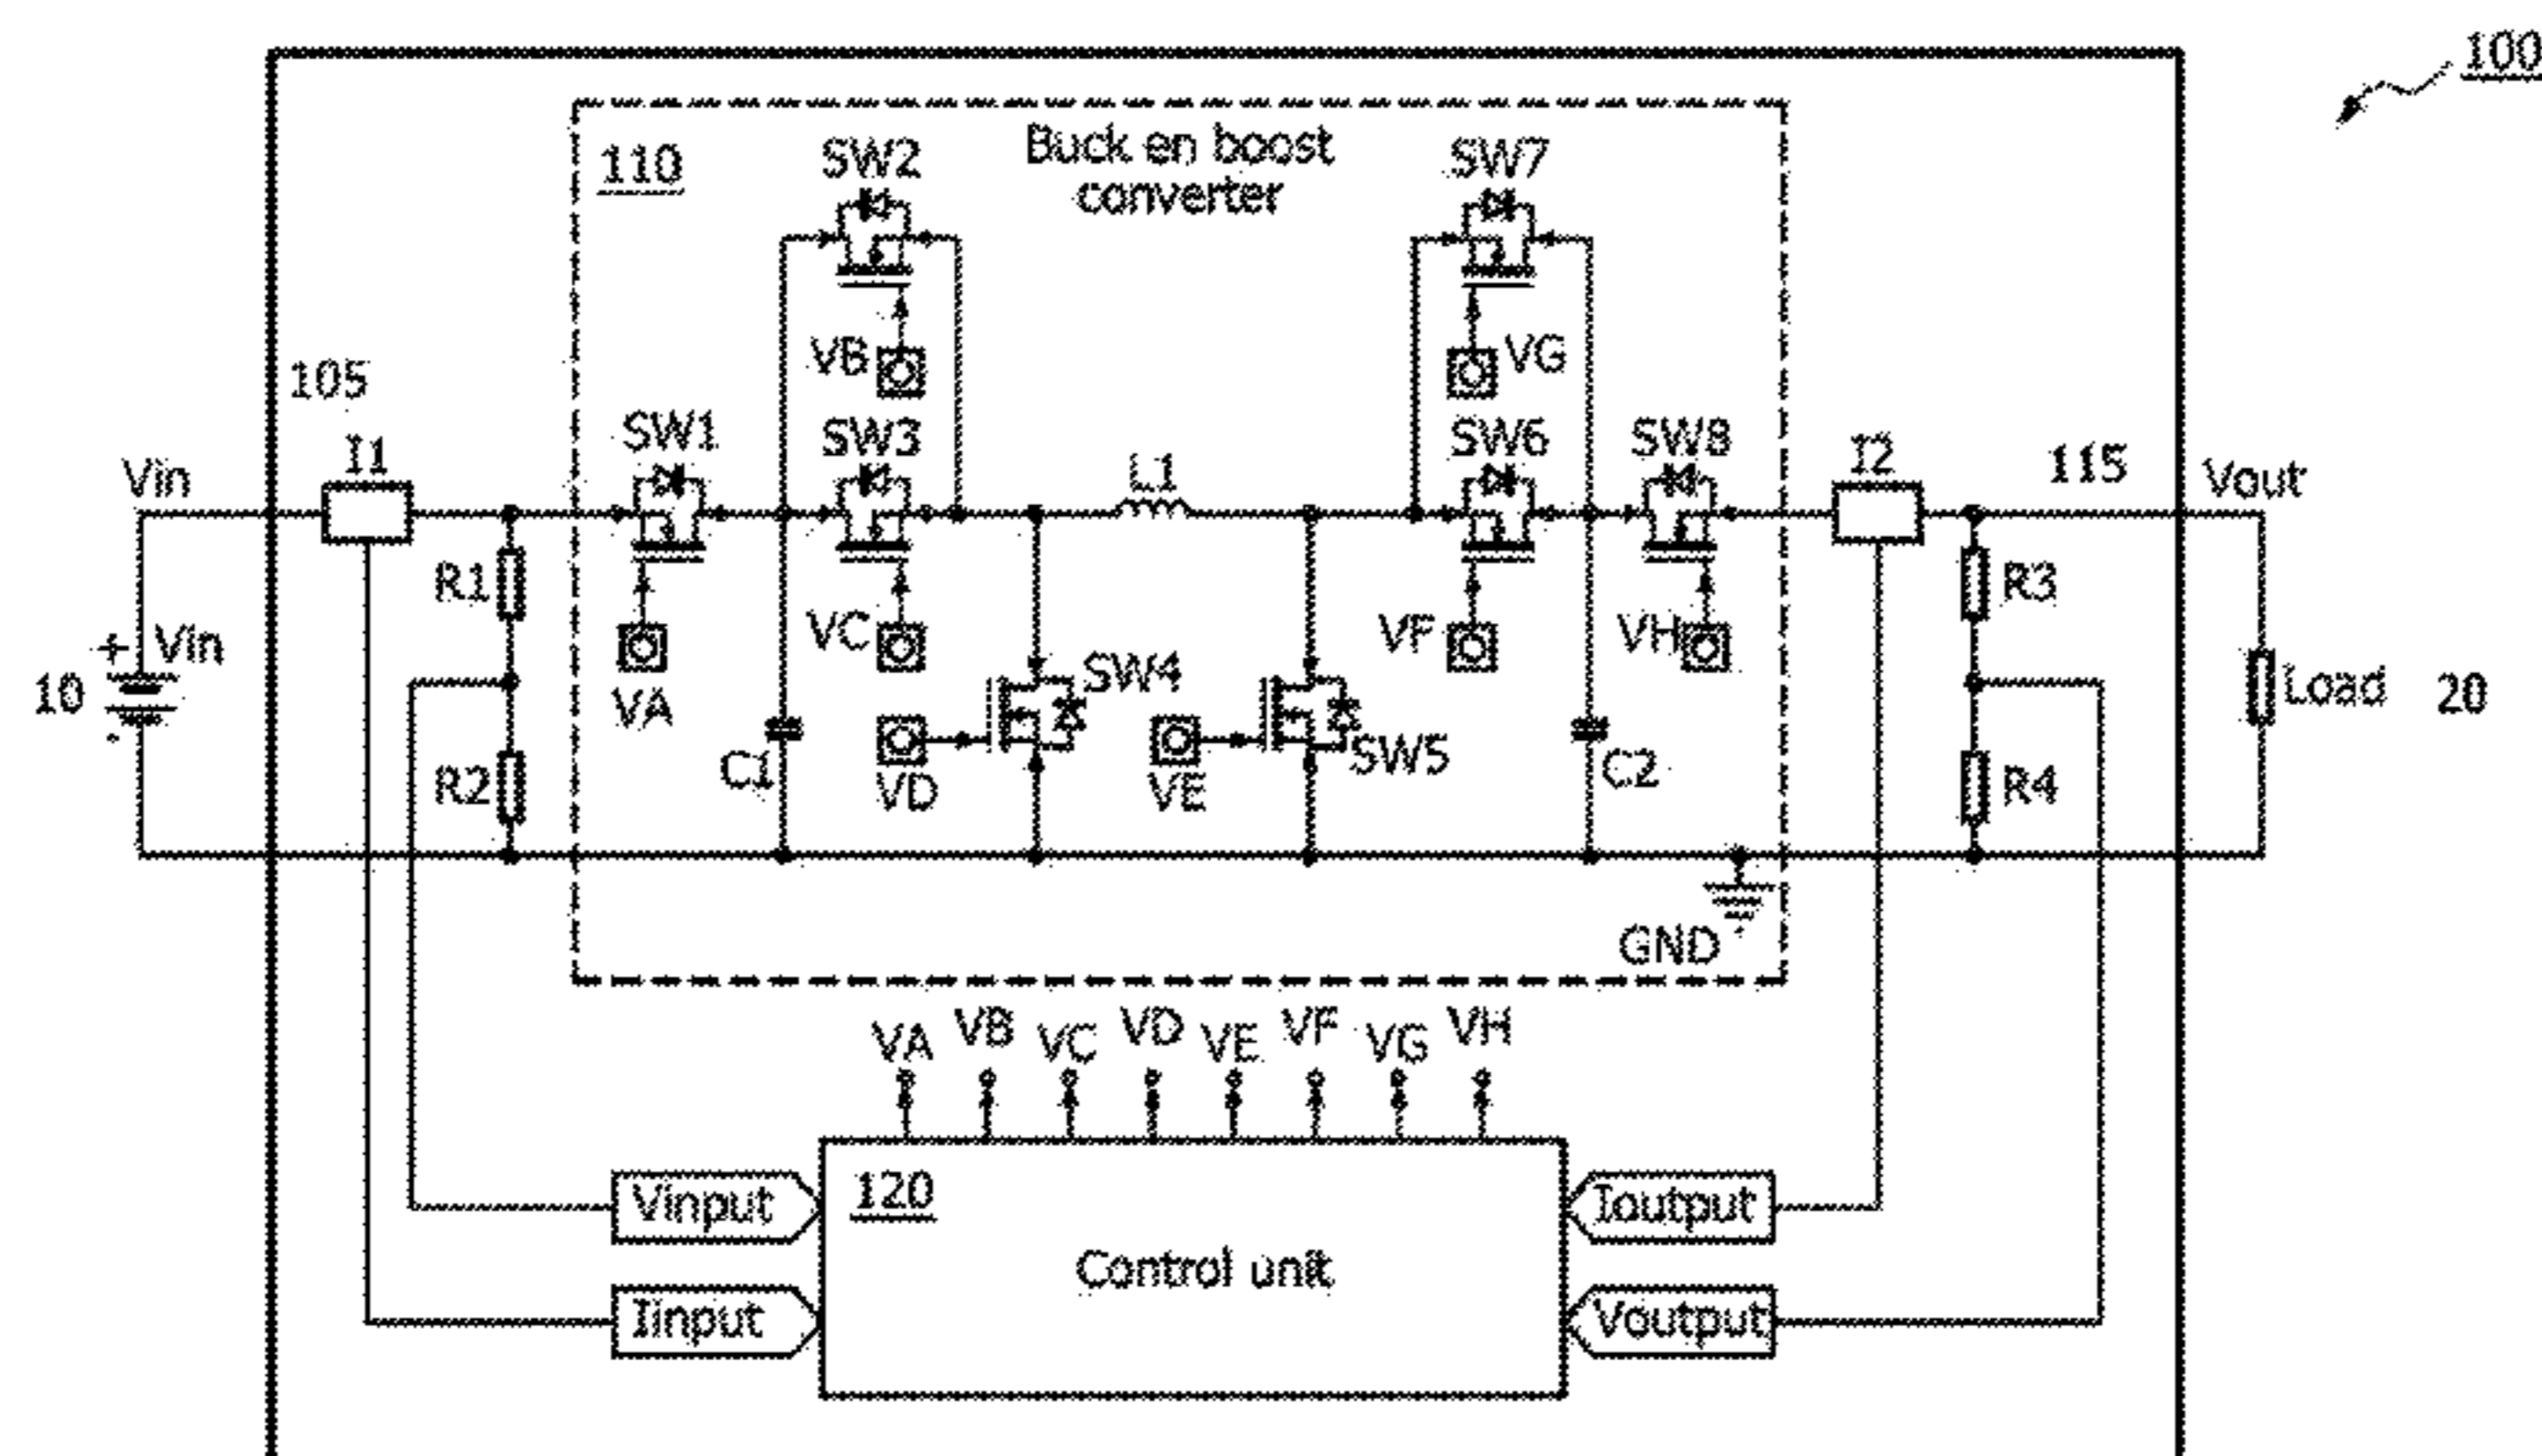 100
110
SW2
Buck en boost
converter
SW7
VB
VG
105
I1
SW1
SW3
L1
SW6
SW8
I2
115
Vin
Vout
R1
R3
VA
VC
VF
VH
+ Vin
10
SW4
Load
20
R2
C1
VD
VE
SW5
C2
R4
GND
VA VB VC VD VE VF VG VH
120
Vinput
Ioutput
Control unit
Iinput
Voutput